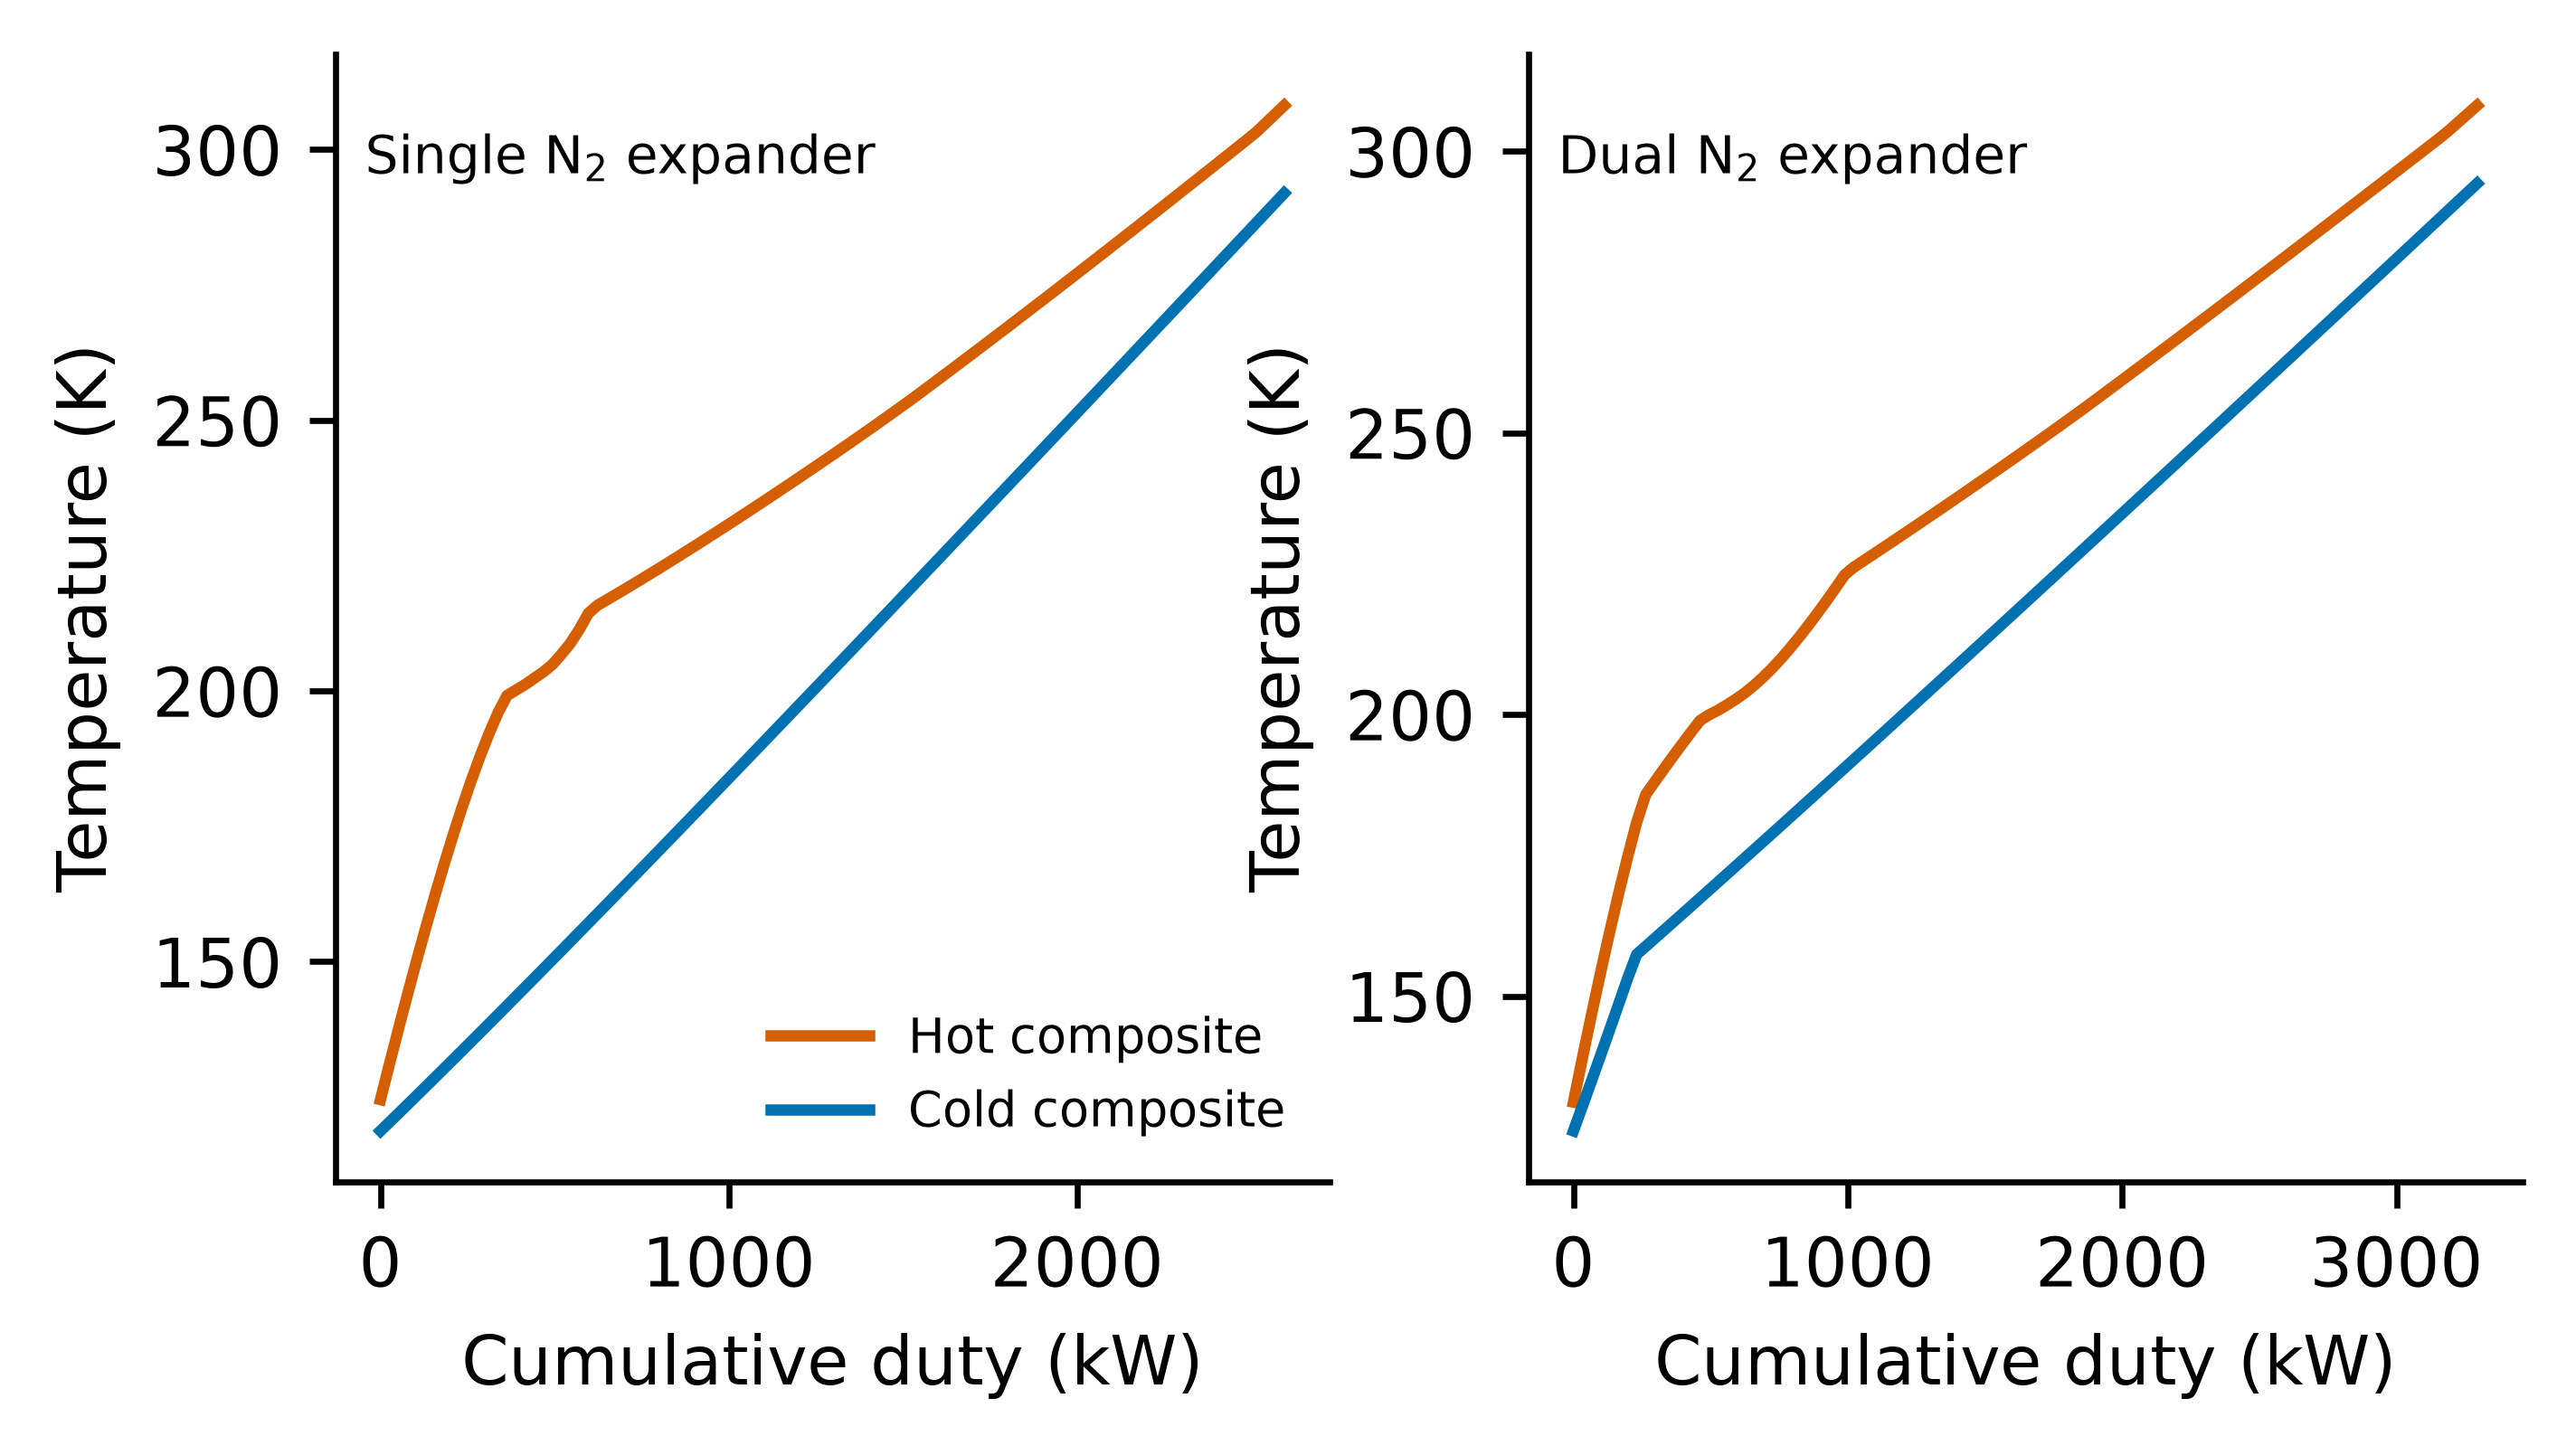 Single N₂ expander
Temperature (K)
300
250
200
150
Hot composite
Cold composite
0 1000 2000
Cumulative duty (kW)
Dual N₂ expander
Temperature (K)
300
250
200
150
0 1000 2000 3000
Cumulative duty (kW)